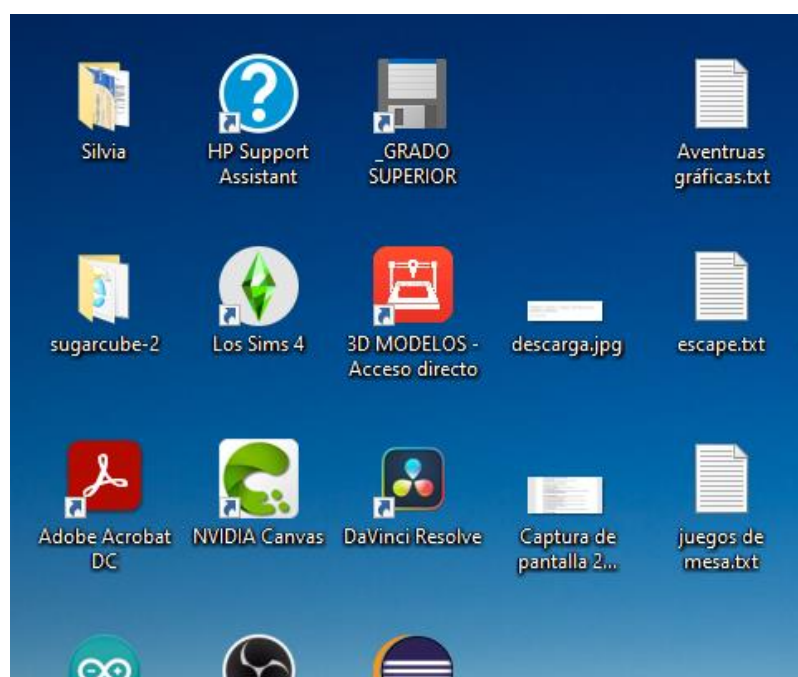 Silvia
HP Support
Assistant
_GRADO
SUPERIOR
Aventruas
gráficas.txt
sugarcube-2
Los Sims 4
3D MODELOS -
Acceso directo
descarga.jpg
escape.txt
Adobe Acrobat
DC
NVIDIA Canvas
DaVinci Resolve
Captura de
pantalla 2...
juegos de
mesa.txt